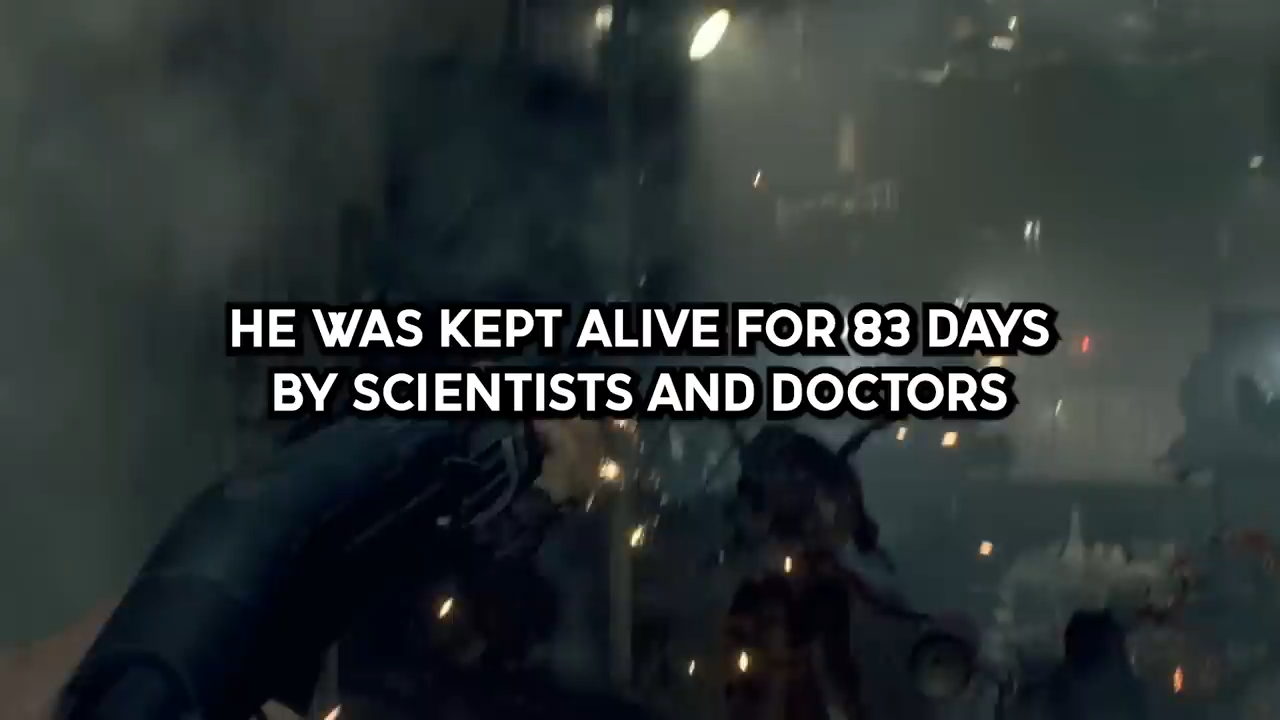 HE WAS KEPT ALIVE FOR 83 DAYS
BY SCIENTISTS AND DOCTORS